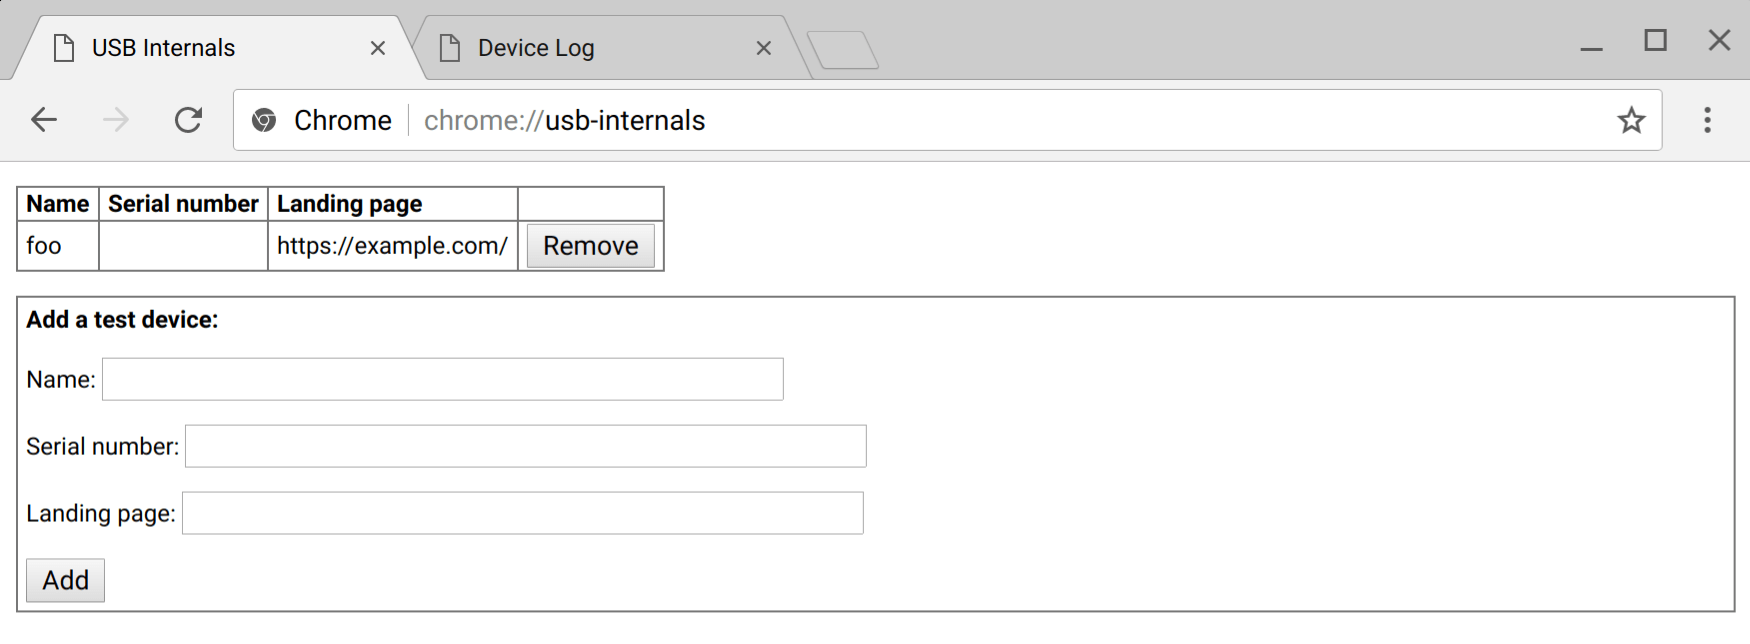 USB Internals Device Log
Chrome chrome://usb-internals
Name Serial number Landing page
foo https://example.com/ Remove
Add a test device:
Name:
Serial number:
Landing page:
Add